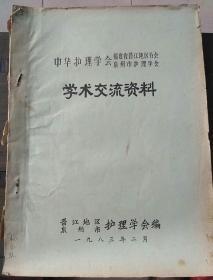 中华护理学会 福建省晋江地区分会
泉州市护理学会
学术交流资料
晋江地区
泉州市 护理学会编
一九八三年二月